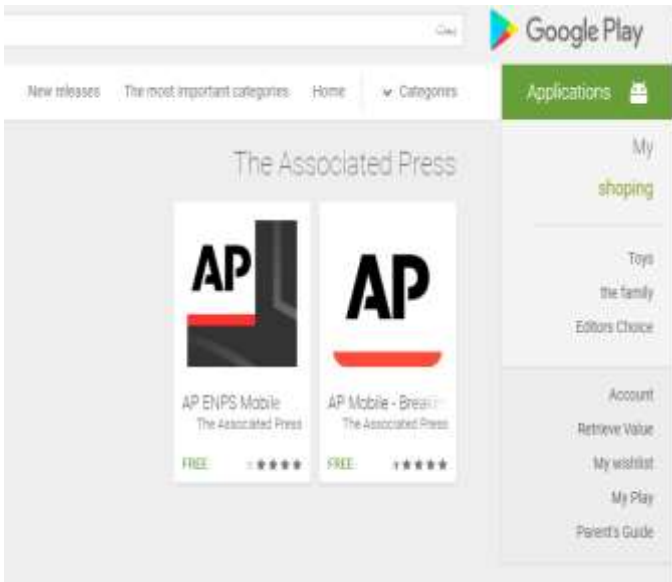 بحث
Google Play
New releases The most important categories Home Categories
Applications
The Associated Press
AP
AP ENPS Mobile
The Associated Press
FREE
AP
AP Mobile - Breaki
The Associated Press
FREE
My
shoping
Toys
the family
Editors Choice
Account
Retrieve Value
My wishlist
My Play
Parent's Guide